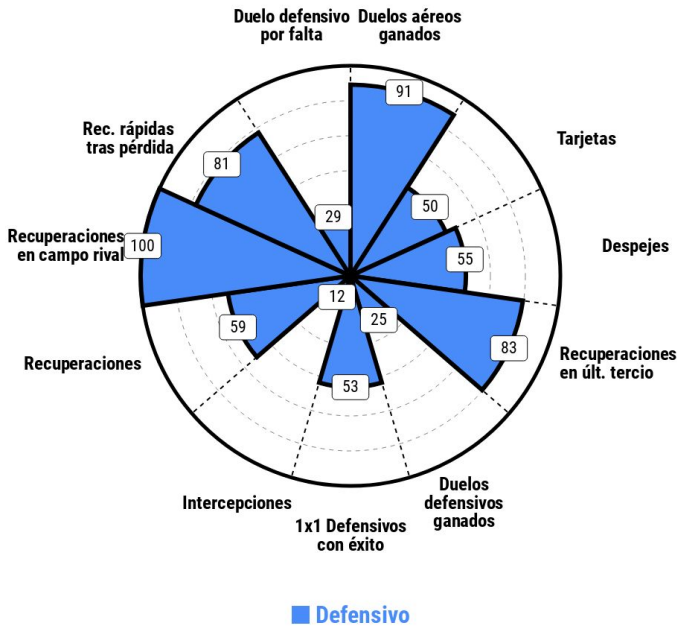 Duelo defensivo
por falta
Duelos aéreos
ganados
91
Tarjetas
50
Despejes
55
Recuperaciones
en últ. tercio
83
Duelos
defensivos
ganados
25
1x1 Defensivos
con éxito
53
Intercepciones
12
Recuperaciones
59
Recuperaciones
en campo rival
100
Rec. rápidas
tras pérdida
81
29
Defensivo